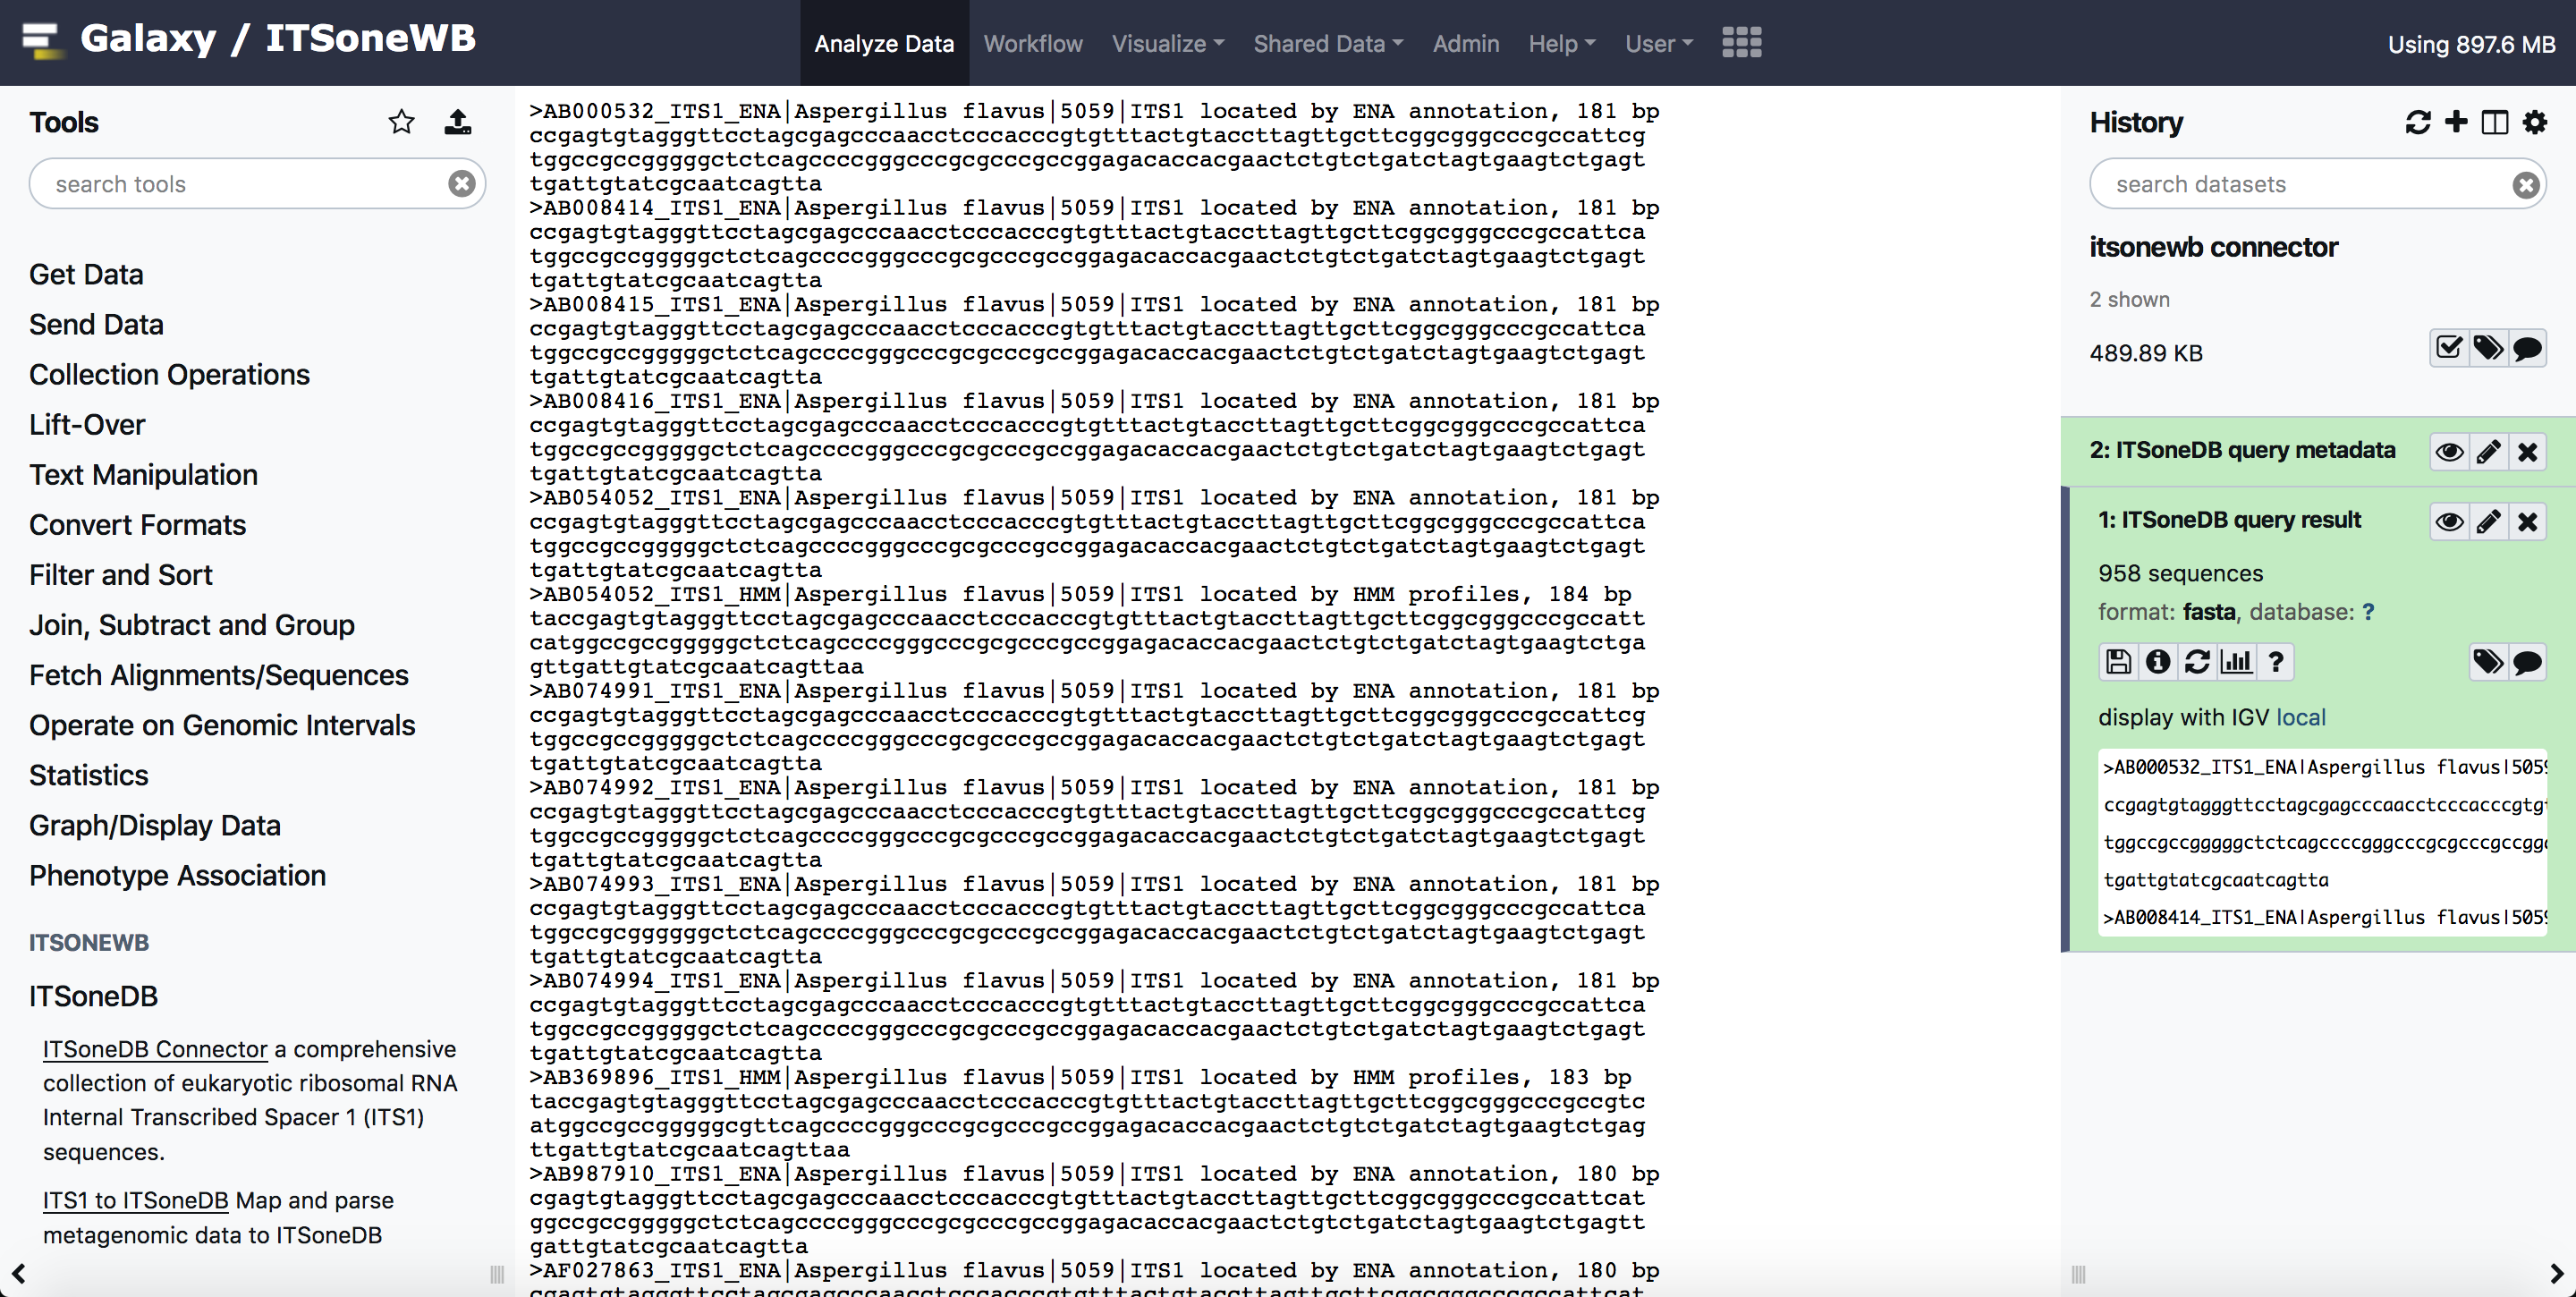 Galaxy / ITSoneWB
Analyze Data
Workflow
Visualize
Shared Data
Admin
Help
User
Using 897.6 MB
Tools
search tools
Get Data
Send Data
Collection Operations
Lift-Over
Text Manipulation
Convert Formats
Filter and Sort
Join, Subtract and Group
Fetch Alignments/Sequences
Operate on Genomic Intervals
Statistics
Graph/Display Data
Phenotype Association
ITSONEWB
ITSoneDB
ITSoneDB Connector a comprehensive
collection of eukaryotic ribosomal RNA
Internal Transcribed Spacer 1 (ITS1)
sequences.
ITS1 to ITSoneDB Map and parse
metagenomic data to ITSoneDB
>AB000532_ITS1_ENA|Aspergillus flavus|5059|ITS1 located by ENA annotation, 181 bp
ccgagtgtagggttcctagcgagcccaacctcccacccgtgtttactgtaccttagttgcttcggcgggcccgccattcg
tggccgccgggggctctcagccccgggcccgcgcccgccggagacaccacgaactctgtctgatctagtgaagtctgagt
tgattgtatcgcaatcagtta
>AB008414_ITS1_ENA|Aspergillus flavus|5059|ITS1 located by ENA annotation, 181 bp
ccgagtgtagggttcctagcgagcccaacctcccacccgtgtttactgtaccttagttgcttcggcgggcccgccattca
tggccgccgggggctctcagccccgggcccgcgcccgccggagacaccacgaactctgtctgatctagtgaagtctgagt
tgattgtatcgcaatcagtta
>AB008415_ITS1_ENA|Aspergillus flavus|5059|ITS1 located by ENA annotation, 181 bp
ccgagtgtagggttcctagcgagcccaacctcccacccgtgtttactgtaccttagttgcttcggcgggcccgccattca
tggccgccgggggctctcagccccgggcccgcgcccgccggagacaccacgaactctgtctgatctagtgaagtctgagt
tgattgtatcgcaatcagtta
>AB008416_ITS1_ENA|Aspergillus flavus|5059|ITS1 located by ENA annotation, 181 bp
ccgagtgtagggttcctagcgagcccaacctcccacccgtgtttactgtaccttagttgcttcggcgggcccgccattca
tggccgccgggggctctcagccccgggcccgcgcccgccggagacaccacgaactctgtctgatctagtgaagtctgagt
tgattgtatcgcaatcagtta
>AB054052_ITS1_ENA|Aspergillus flavus|5059|ITS1 located by ENA annotation, 181 bp
ccgagtgtagggttcctagcgagcccaacctcccacccgtgtttactgtaccttagttgcttcggcgggcccgccattca
tggccgccgggggctctcagccccgggcccgcgcccgccggagacaccacgaactctgtctgatctagtgaagtctgagt
tgattgtatcgcaatcagtta
>AB054052_ITS1_HMM|Aspergillus flavus|5059|ITS1 located by HMM profiles, 184 bp
taccgagtgtagggttcctagcgagcccaacctcccacccgtgtttactgtaccttagttgcttcggcgggcccgccatt
catggccgccgggggctctcagccccgggcccgcgcccgccggagacaccacgaactctgtctgatctagtgaagtctga
gttgattgtatcgcaatcagttaa
>AB074991_ITS1_ENA|Aspergillus flavus|5059|ITS1 located by ENA annotation, 181 bp
ccgagtgtagggttcctagcgagcccaacctcccacccgtgtttactgtaccttagttgcttcggcgggcccgccattcg
tggccgccgggggctctcagccccgggcccgcgcccgccggagacaccacgaactctgtctgatctagtgaagtctgagt
tgattgtatcgcaatcagtta
>AB074992_ITS1_ENA|Aspergillus flavus|5059|ITS1 located by ENA annotation, 181 bp
ccgagtgtagggttcctagcgagcccaacctcccacccgtgtttactgtaccttagttgcttcggcgggcccgccattcg
tggccgccgggggctctcagccccgggcccgcgcccgccggagacaccacgaactctgtctgatctagtgaagtctgagt
tgattgtatcgcaatcagtta
>AB074993_ITS1_ENA|Aspergillus flavus|5059|ITS1 located by ENA annotation, 181 bp
ccgagtgtagggttcctagcgagcccaacctcccacccgtgtttactgtaccttagttgcttcggcgggcccgccattca
tggccgccgggggctctcagccccgggcccgcgcccgccggagacaccacgaactctgtctgatctagtgaagtctgagt
tgattgtatcgcaatcagtta
>AB074994_ITS1_ENA|Aspergillus flavus|5059|ITS1 located by ENA annotation, 181 bp
ccgagtgtagggttcctagcgagcccaacctcccacccgtgtttactgtaccttagttgcttcggcgggcccgccattca
tggccgccgggggctctcagccccgggcccgcgcccgccggagacaccacgaactctgtctgatctagtgaagtctgagt
tgattgtatcgcaatcagtta
>AB369896_ITS1_HMM|Aspergillus flavus|5059|ITS1 located by HMM profiles, 183 bp
taccgagtgtagggttcctagcgagcccaacctcccacccgtgtttactgtaccttagttgcttcggcgggcccgccgtc
atggccgccgggggcgttcagccccgggcccgcgcccgccggagacaccacgaactctgtctgatctagtgaagtctgag
ttgattgtatcgcaatcagttaa
>AB987910_ITS1_ENA|Aspergillus flavus|5059|ITS1 located by ENA annotation, 180 bp
cgagtgtagggttcctagcgagcccaacctcccacccgtgtttactgtaccttagttgcttcggcgggcccgccattcat
ggccgccgggggctctcagccccgggcccgcgcccgccggagacaccacgaactctgtctgatctagtgaagtctgagtt
gattgtatcgcaatcagtta
>AF027863_ITS1_ENA|Aspergillus flavus|5059|ITS1 located by ENA annotation, 180 bp
cgagtgtagggttcctagcgagcccaacctcccacccgtgtttactgtaccttagttgcttcggcgggcccgccattcat
History
search datasets
itsonewb connector
2 shown
489.89 KB
2: ITSoneDB query metadata
1: ITSoneDB query result
958 sequences
format: fasta, database: ?
display with IGV local
>AB000532_ITS1_ENA|Aspergillus flavus|5059
ccgagtgtagggttcctagcgagcccaacctcccacccgtgt
tggccgccgggggctctcagccccgggcccgcgcccgccgg
tgattgtatcgcaatcagtta
>AB008414_ITS1_ENA|Aspergillus flavus|5059